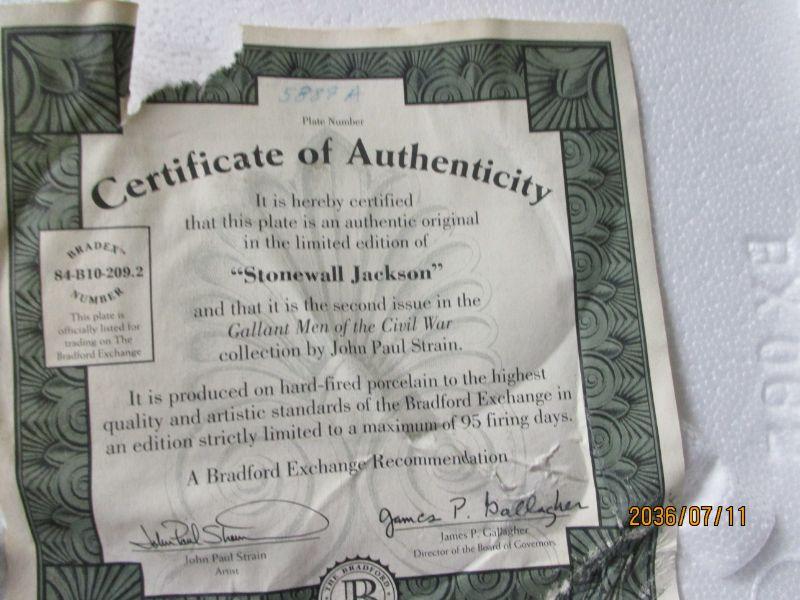 5887 A
Plate Number
Certificate of Authenticity
It is hereby certified
that this plate is an authentic original
in the limited edition of
"Stonewall Jackson"
and that it is the second issue in the
Gallant Men of the Civil War
collection by John Paul Strain.
It is produced on hard-fired porcelain to the highest
quality and artistic standards of the Bradford Exchange in
an edition strictly limited to a maximum of 95 firing days.
A Bradford Exchange Recommendation
BRADEX™
84-B10-209.2
NUMBER
This plate is
officially listed for
trading on The
Bradford Exchange
John Paul Strain
John Paul Strain
Artist
James P. Gallagher
James P. Gallagher
Director of the Board of Governors
THE BRADFORD
B
2036/07/11